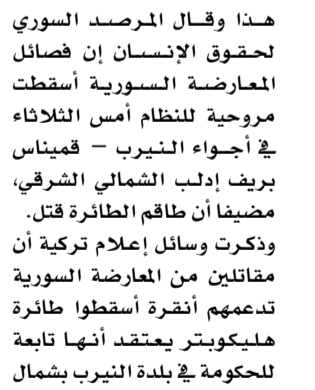 هذا وقال المرصد السوري
لحقوق الإنسان إن فصائل
المعارضة السورية أسقطت
مروحية للنظام أمس الثلاثاء
في أجواء النيرب – قميناس
بريف إدلب الشمالي الشرقي،
مضيفا أن طاقم الطائرة قتل.
وذكرت وسائل إعلام تركية أن
مقاتلين من المعارضة السورية
تدعمهم أنقرة أسقطوا طائرة
هليكوبتر يعتقد أنها تابعة
للحكومة في بلدة النيرب بشمال